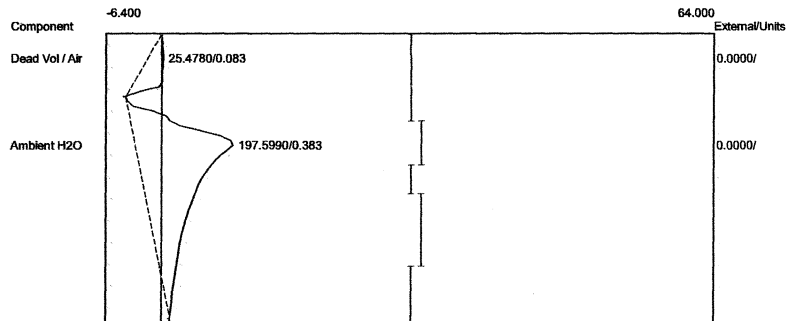 -6.400 64.000
Component External/Units
Dead Vol / Air 25.4780/0.083 0.0000/
Ambient H2O 197.5990/0.383 0.0000/